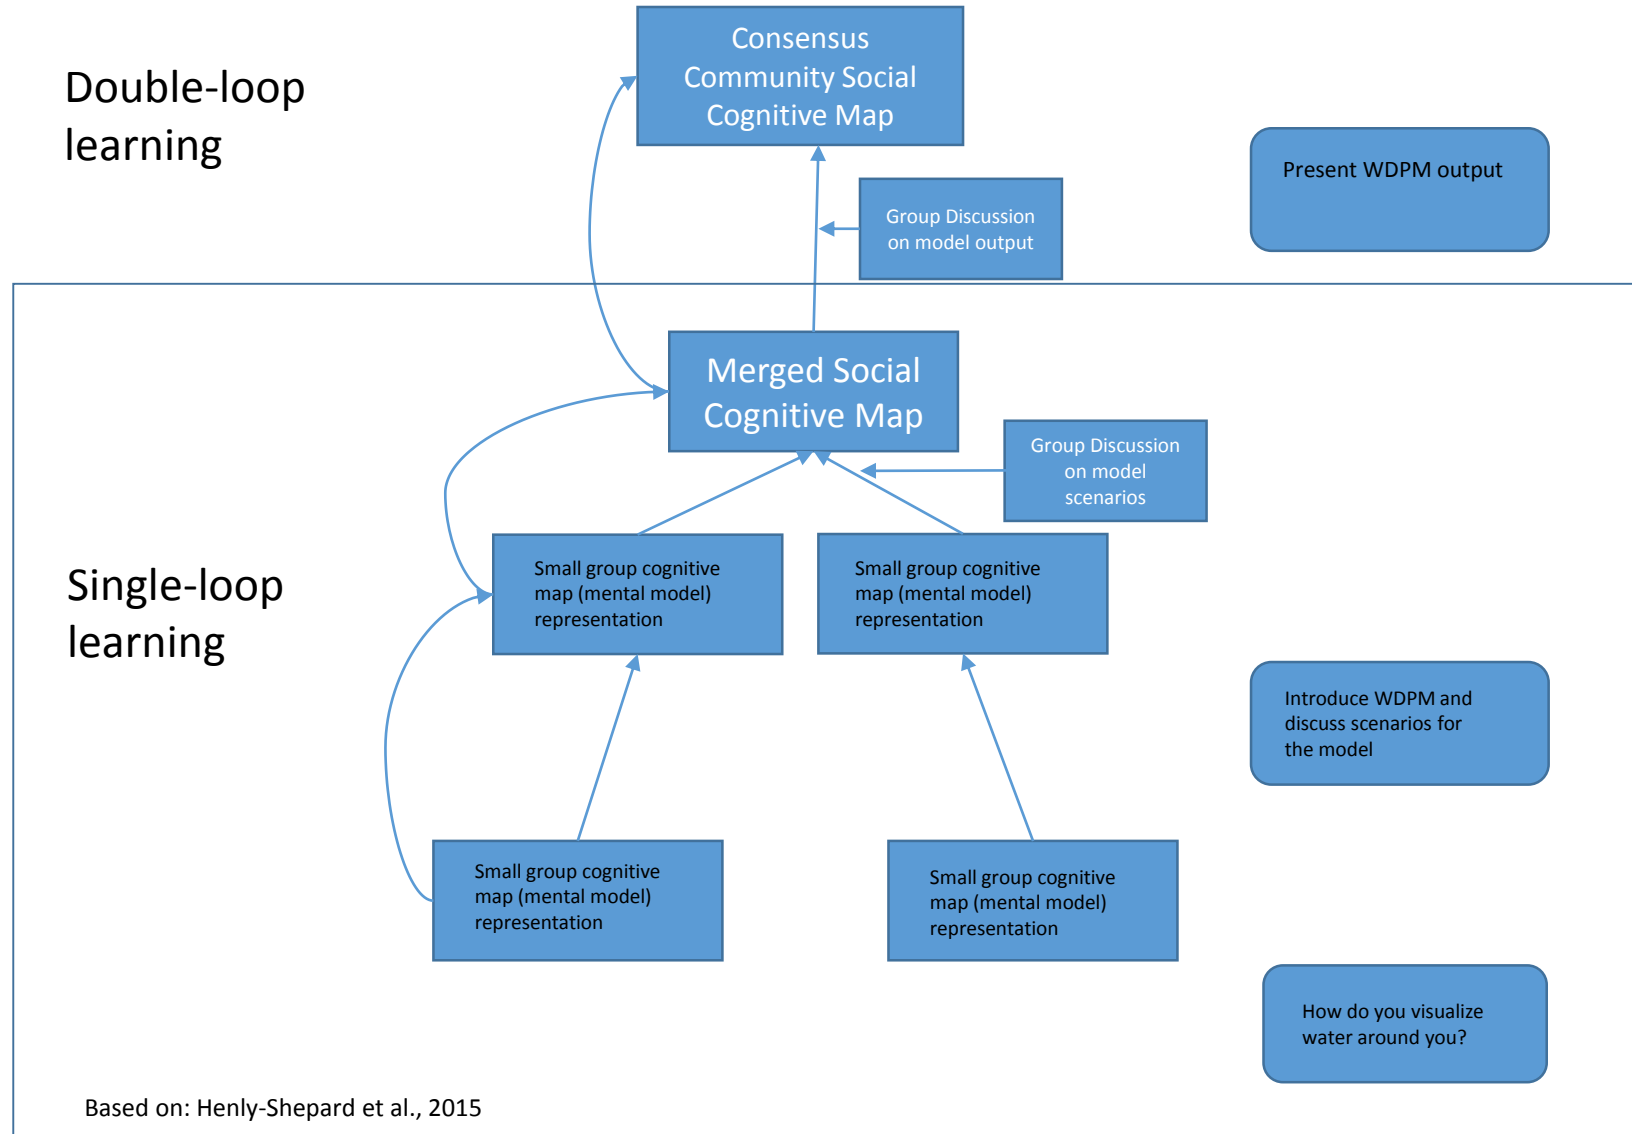 Double-loop
learning
Consensus
Community Social
Cognitive Map
Present WDPM output
Group Discussion
on model output
Merged Social
Cognitive Map
Group Discussion
on model
scenarios
Single-loop
learning
Small group cognitive
map (mental model)
representation
Small group cognitive
map (mental model)
representation
Introduce WDPM and
discuss scenarios for
the model
Small group cognitive
map (mental model)
representation
Small group cognitive
map (mental model)
representation
How do you visualize
water around you?
Based on: Henly-Shepard et al., 2015